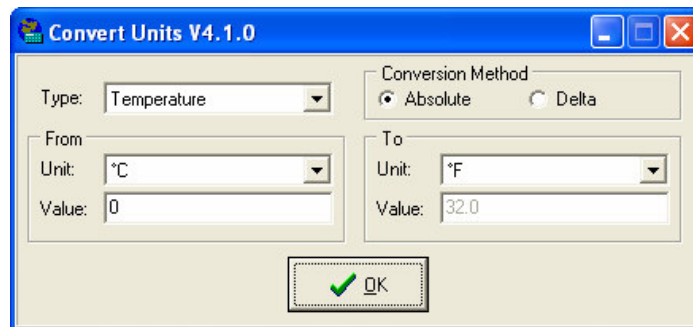 Convert Units V4.1.0
Type: Temperature
Conversion Method
Absolute Delta
From
Unit: °C
Value: 0
To
Unit: °F
Value: 32.0
OK